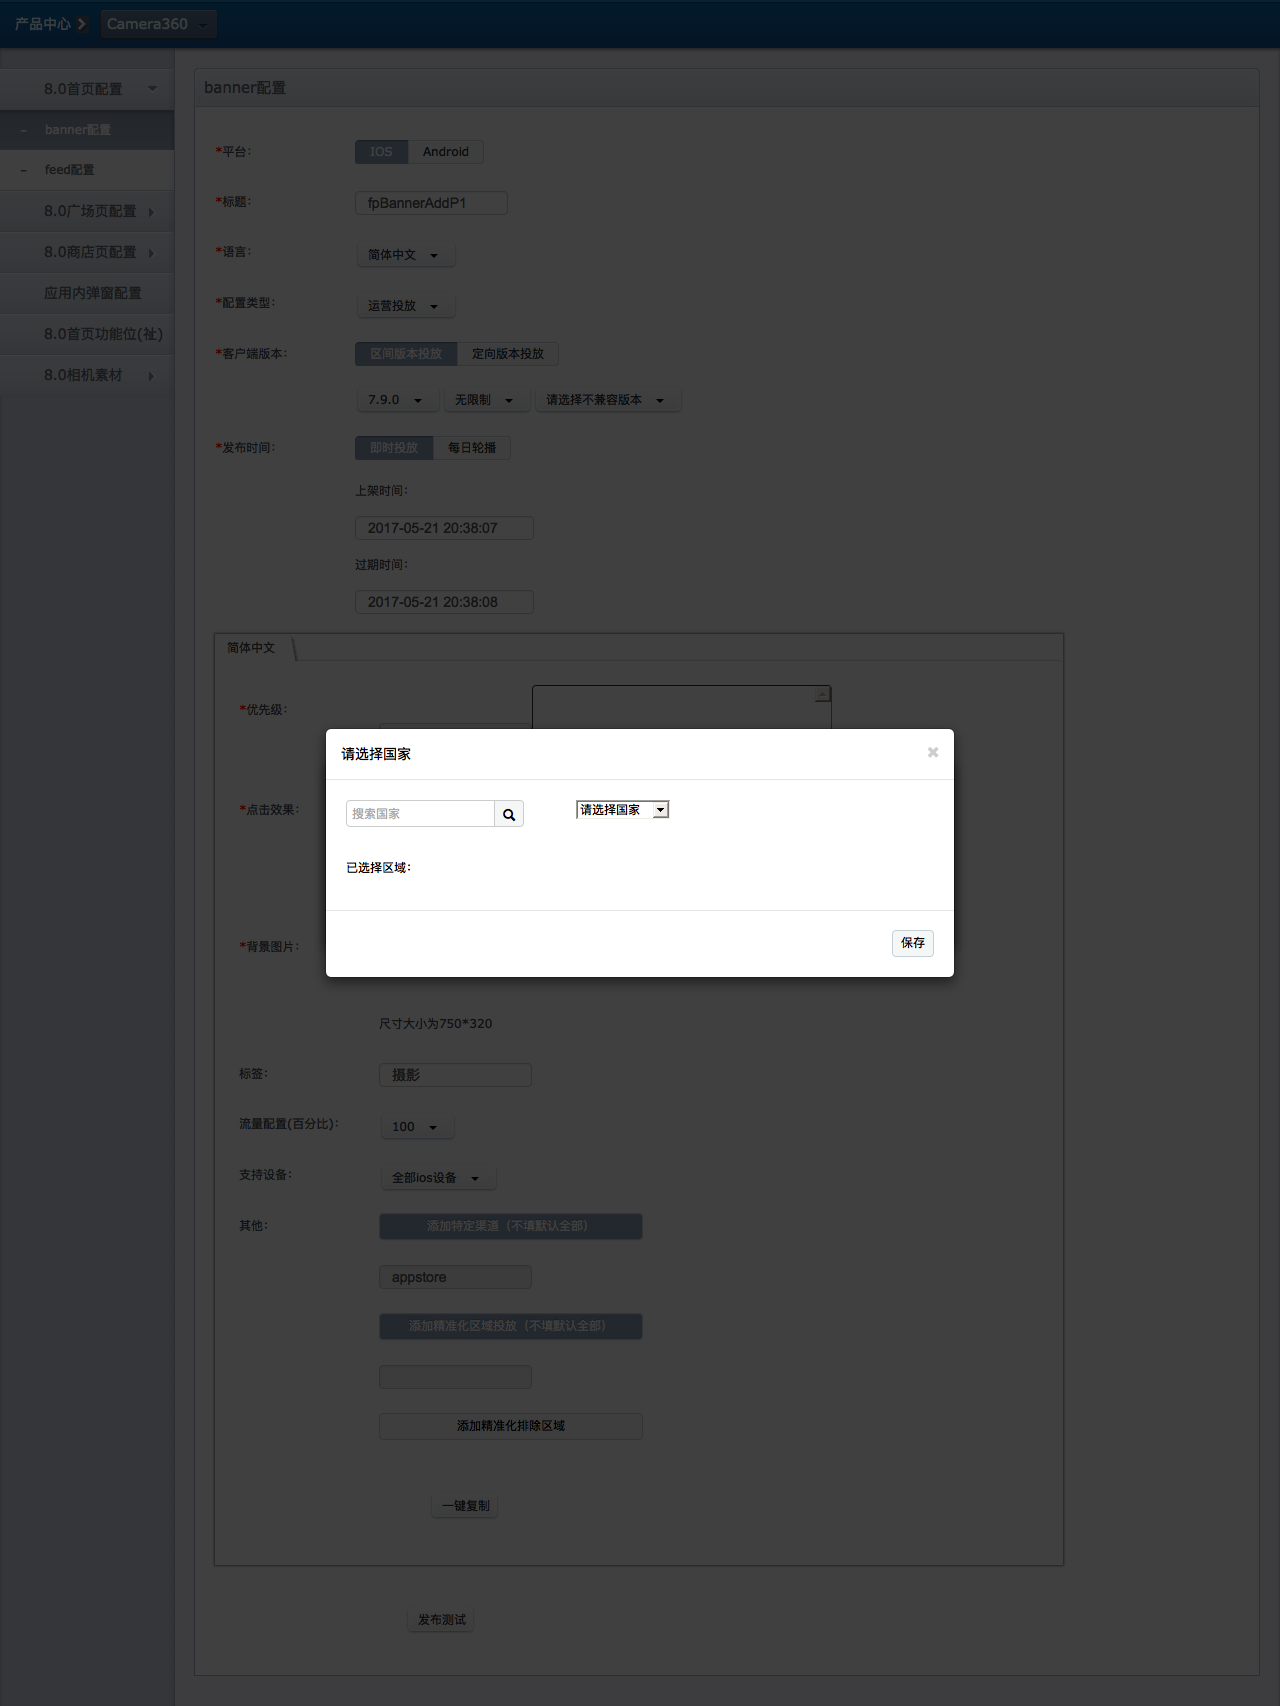 产品中心 Camera360
8.0首页配置
banner配置
feed配置
8.0广场页配置
8.0商店页配置
应用内弹窗配置
8.0首页功能位(祉)
8.0相机素材
banner配置
*平台: IOS Android
*标题: fpBannerAddP1
*语言: 简体中文
*配置类型: 运营投放
*客户端版本: 区间版本投放 定向版本投放
7.9.0 无限制 请选择不兼容版本
*发布时间: 即时投放 每日轮播
上架时间:
2017-05-21 20:38:07
过期时间:
2017-05-21 20:38:08
简体中文
*优先级:
请选择国家
*点击效果:
搜索国家 请选择国家
已选择区域:
*背景图片:
保存
尺寸大小为750*320
标签: 摄影
流量配置(百分比): 100
支持设备: 全部ios设备
其他: 添加特定渠道（不填默认全部）
appstore
添加精准化区域投放（不填默认全部）
添加精准化排除区域
一键复制
发布测试